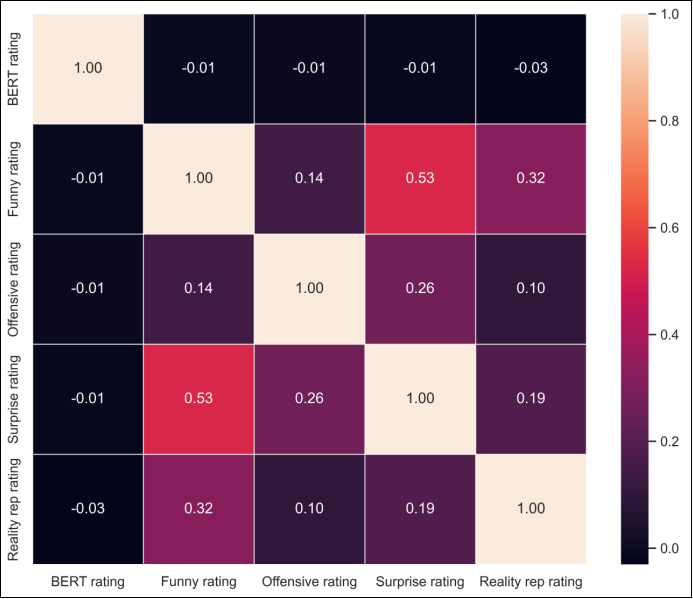 BERT rating 1.00 -0.01 -0.01 -0.01 -0.03
Funny rating -0.01 1.00 0.14 0.53 0.32
Offensive rating -0.01 0.14 1.00 0.26 0.10
Surprise rating -0.01 0.53 0.26 1.00 0.19
Reality rep rating -0.03 0.32 0.10 0.19 1.00
BERT rating Funny rating Offensive rating Surprise rating Reality rep rating
1.0
0.8
0.6
0.4
0.2
0.0